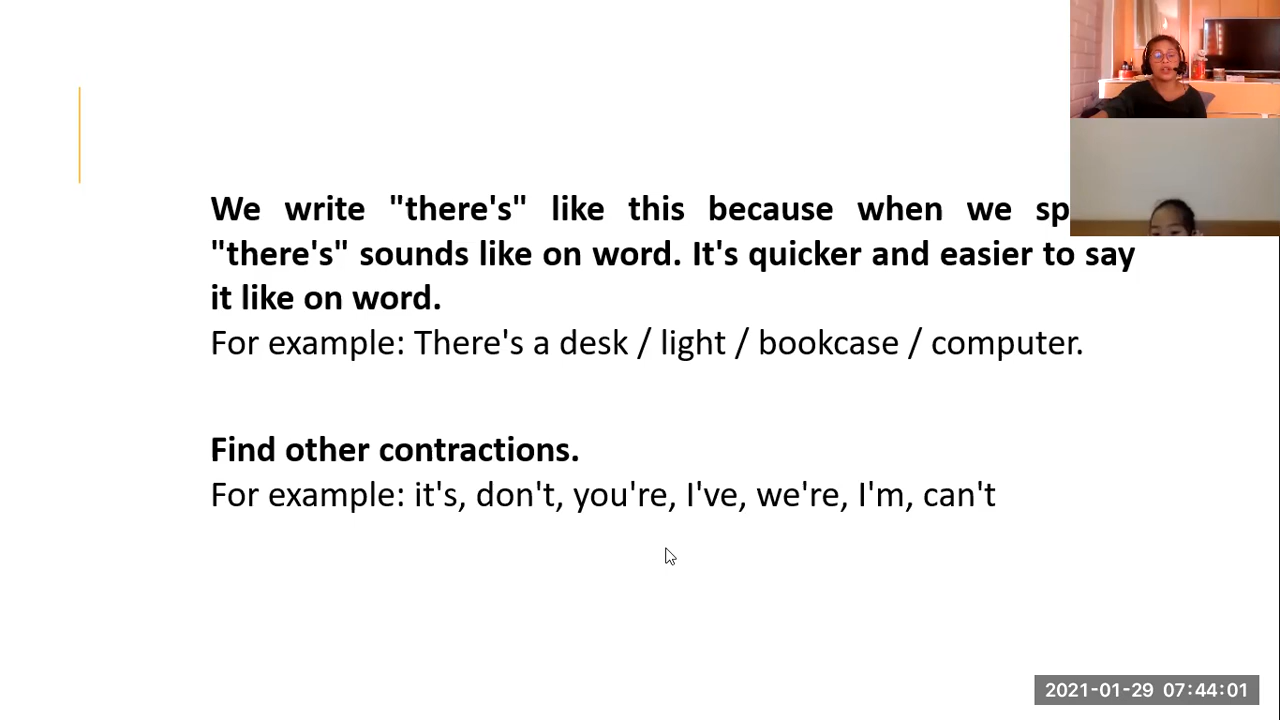 We write "there's" like this because when we
"there's" sounds like on word. It's quicker and easier to say
it like on word.
For example: There's a desk / light / bookcase / computer.
Find other contractions.
For example: it's, don't, you're, I've, we're, I'm, can't
2021-01-29 07:44:01